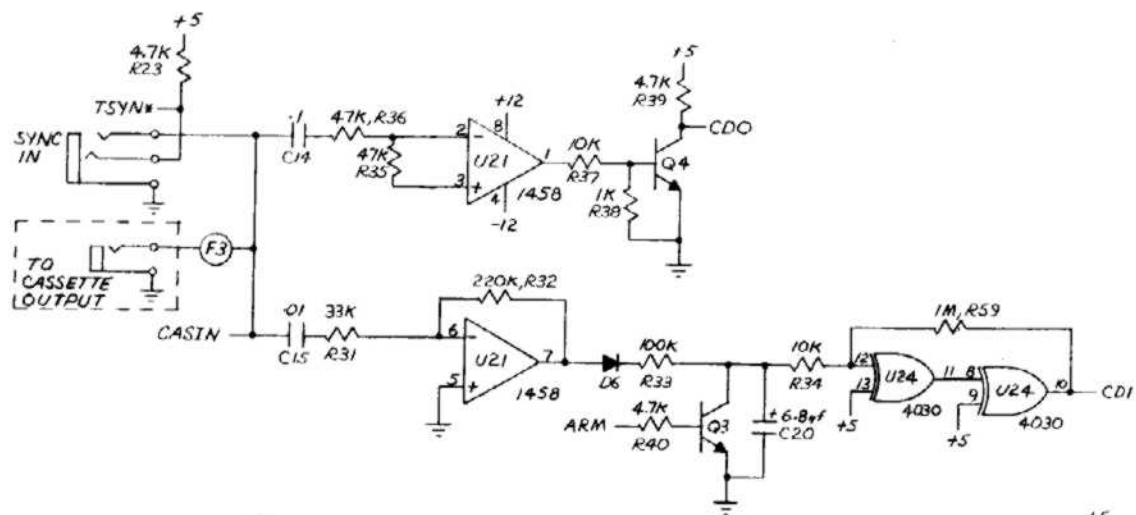 +5
4.7K
R23
TSYN*
SYNC
IN
TO
CASSETTE
OUTPUT
F3
CASIN
.1
C14
47K, R36
47K
R35
2
3
-
+
U21
8
+12
4
-12
1
1458
10K
R37
1K
R38
+5
4.7K
R39
CDO
Q4
.01
C15
33K
R31
220K, R32
6
5
-
+
U21
7
1458
D6
100K
R33
ARM
4.7K
R40
Q3
+6.8uf
C20
10K
R34
1M, R59
12
13
U24
11
4030
+5
8
9
U24
10
4030
+5
CDI